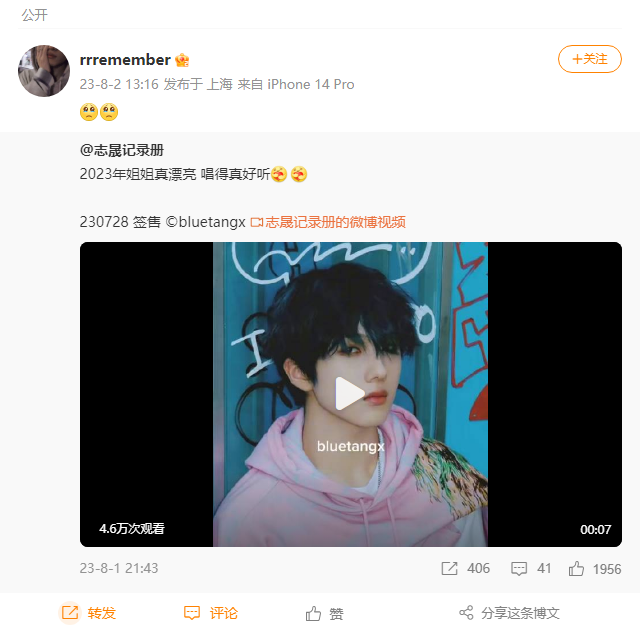 公开
rrremember
+关注
23-8-2 13:16 发布于 上海 来自 iPhone 14 Pro
🥺🥺
@志晟记录册
2023年姐姐真漂亮 唱得真好听
230728 签售 ©bluetangx 志晟记录册的微博视频
I
bluetangx
4.6万次观看
00:07
23-8-1 21:43
406
41
1956
转发
评论
赞
分享这条博文